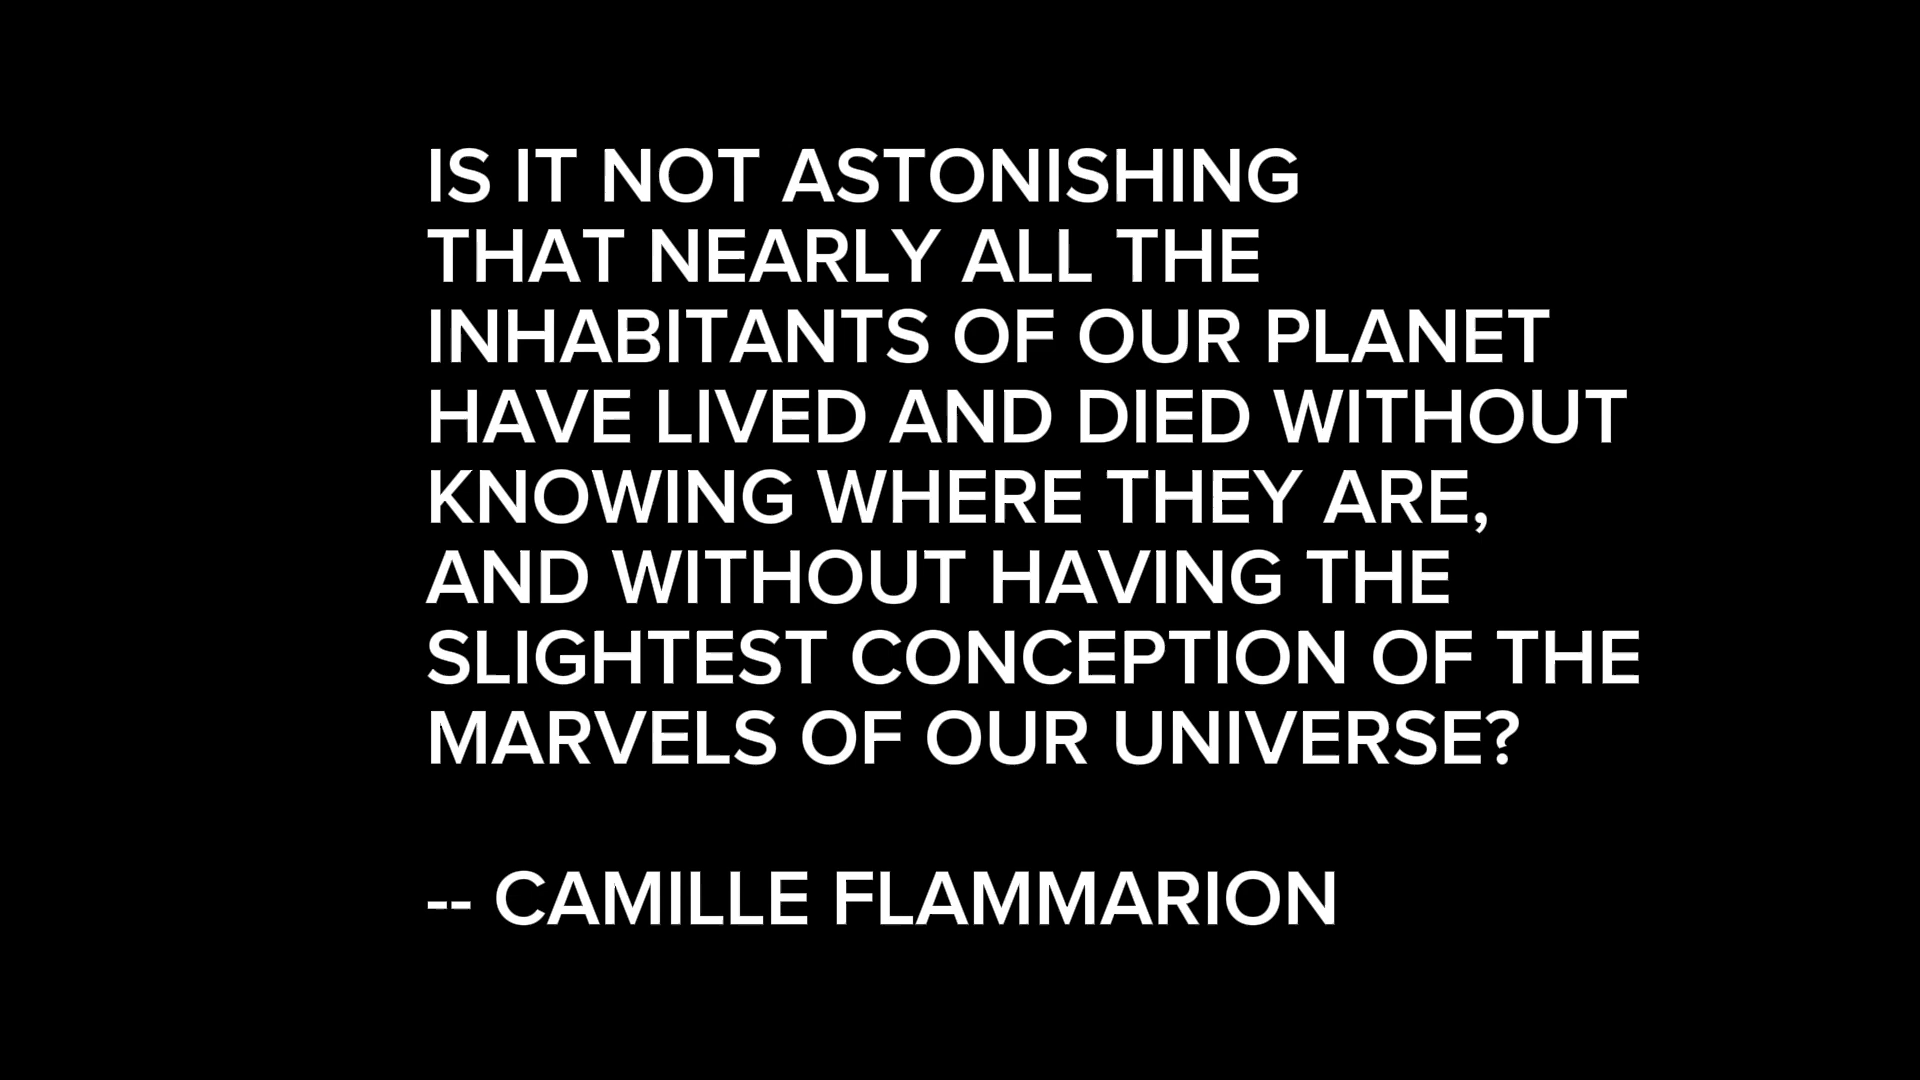 IS IT NOT ASTONISHING
THAT NEARLY ALL THE
INHABITANTS OF OUR PLANET
HAVE LIVED AND DIED WITHOUT
KNOWING WHERE THEY ARE,
AND WITHOUT HAVING THE
SLIGHTEST CONCEPTION OF THE
MARVELS OF OUR UNIVERSE?
-- CAMILLE FLAMMARION